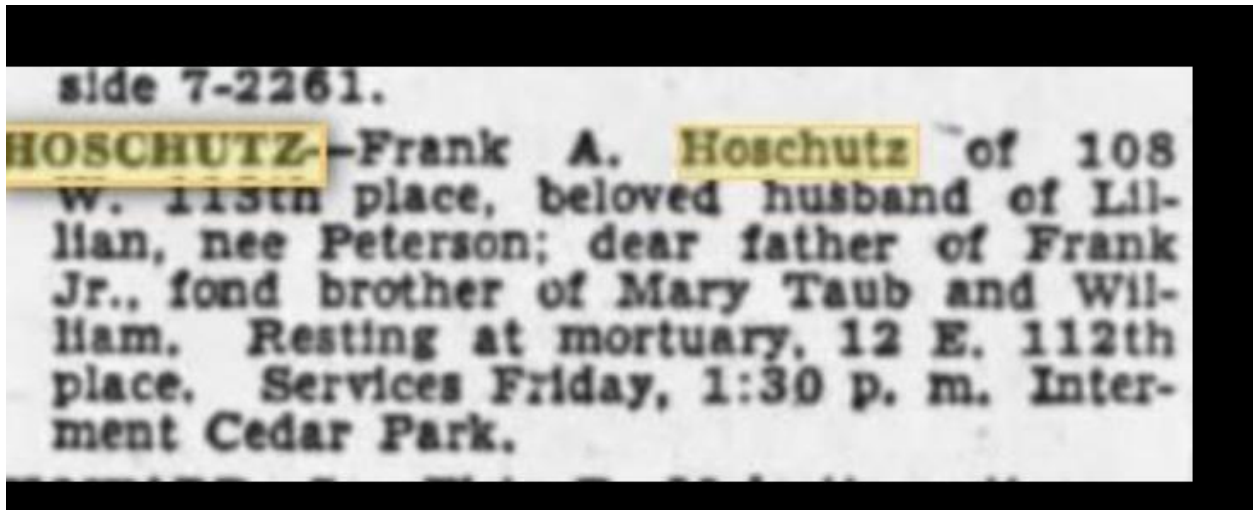 side 7-2261.
HOSCHUTZ—Frank A. Hoschutz of 108
W. 113th place, beloved husband of Lil-
lian, nee Peterson; dear father of Frank
Jr., fond brother of Mary Taub and Wil-
liam. Resting at mortuary, 12 E. 112th
place. Services Friday, 1:30 p. m. Inter-
ment Cedar Park.